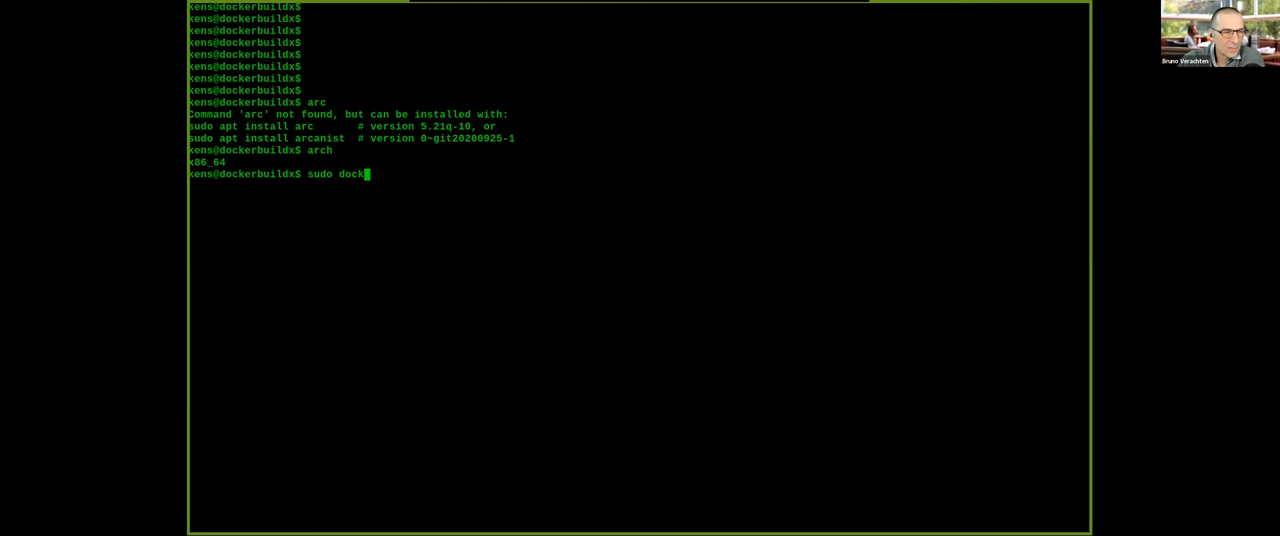 kens@dockerbuildx$
kens@dockerbuildx$
kens@dockerbuildx$
kens@dockerbuildx$
kens@dockerbuildx$
kens@dockerbuildx$
kens@dockerbuildx$
kens@dockerbuildx$
kens@dockerbuildx$ arc
Command 'arc' not found, but can be installed with:
sudo apt install arc       # version 5.21q-10, or
sudo apt install arcanist  # version 0~git20200925-1
kens@dockerbuildx$ arch
x86_64
kens@dockerbuildx$ sudo dock
Bruno Verachten